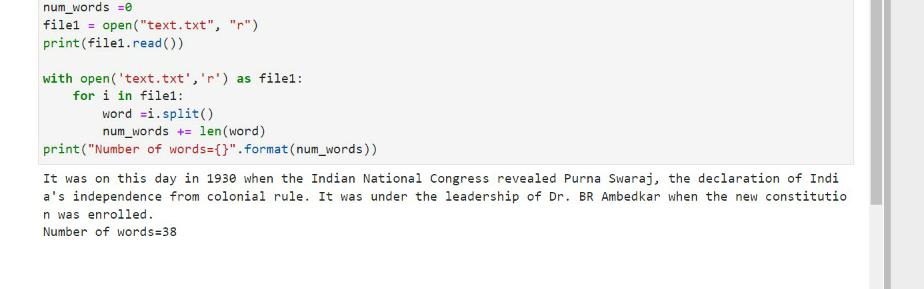 num_words =0
file1 = open("text.txt", "r")
print(file1.read())
with open('text.txt','r') as file1:
for i in file1:
word =i.split()
num_words += len(word)
print("Number of words={}".format(num_words))
It was on this day in 1930 when the Indian National Congress revealed Purna Swaraj, the declaration of Indi
a's independence from colonial rule. It was under the leadership of Dr. BR Ambedkar when the new constitutio
n was enrolled.
Number of words=38